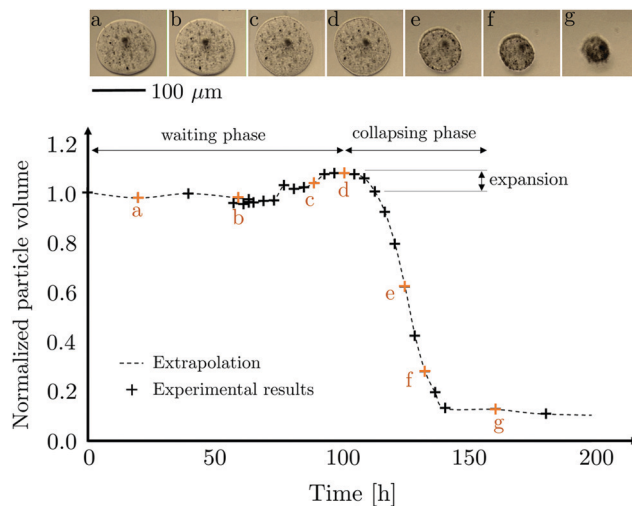 a b c d e f g
100 μm
waiting phase
collapsing phase
expansion
Normalized particle volume
1.2
1.0
0.8
0.6
0.4
0.2
0.0
a
b
c
d
e
f
g
Extrapolation
Experimental results
0 50 100 150 200
Time [h]